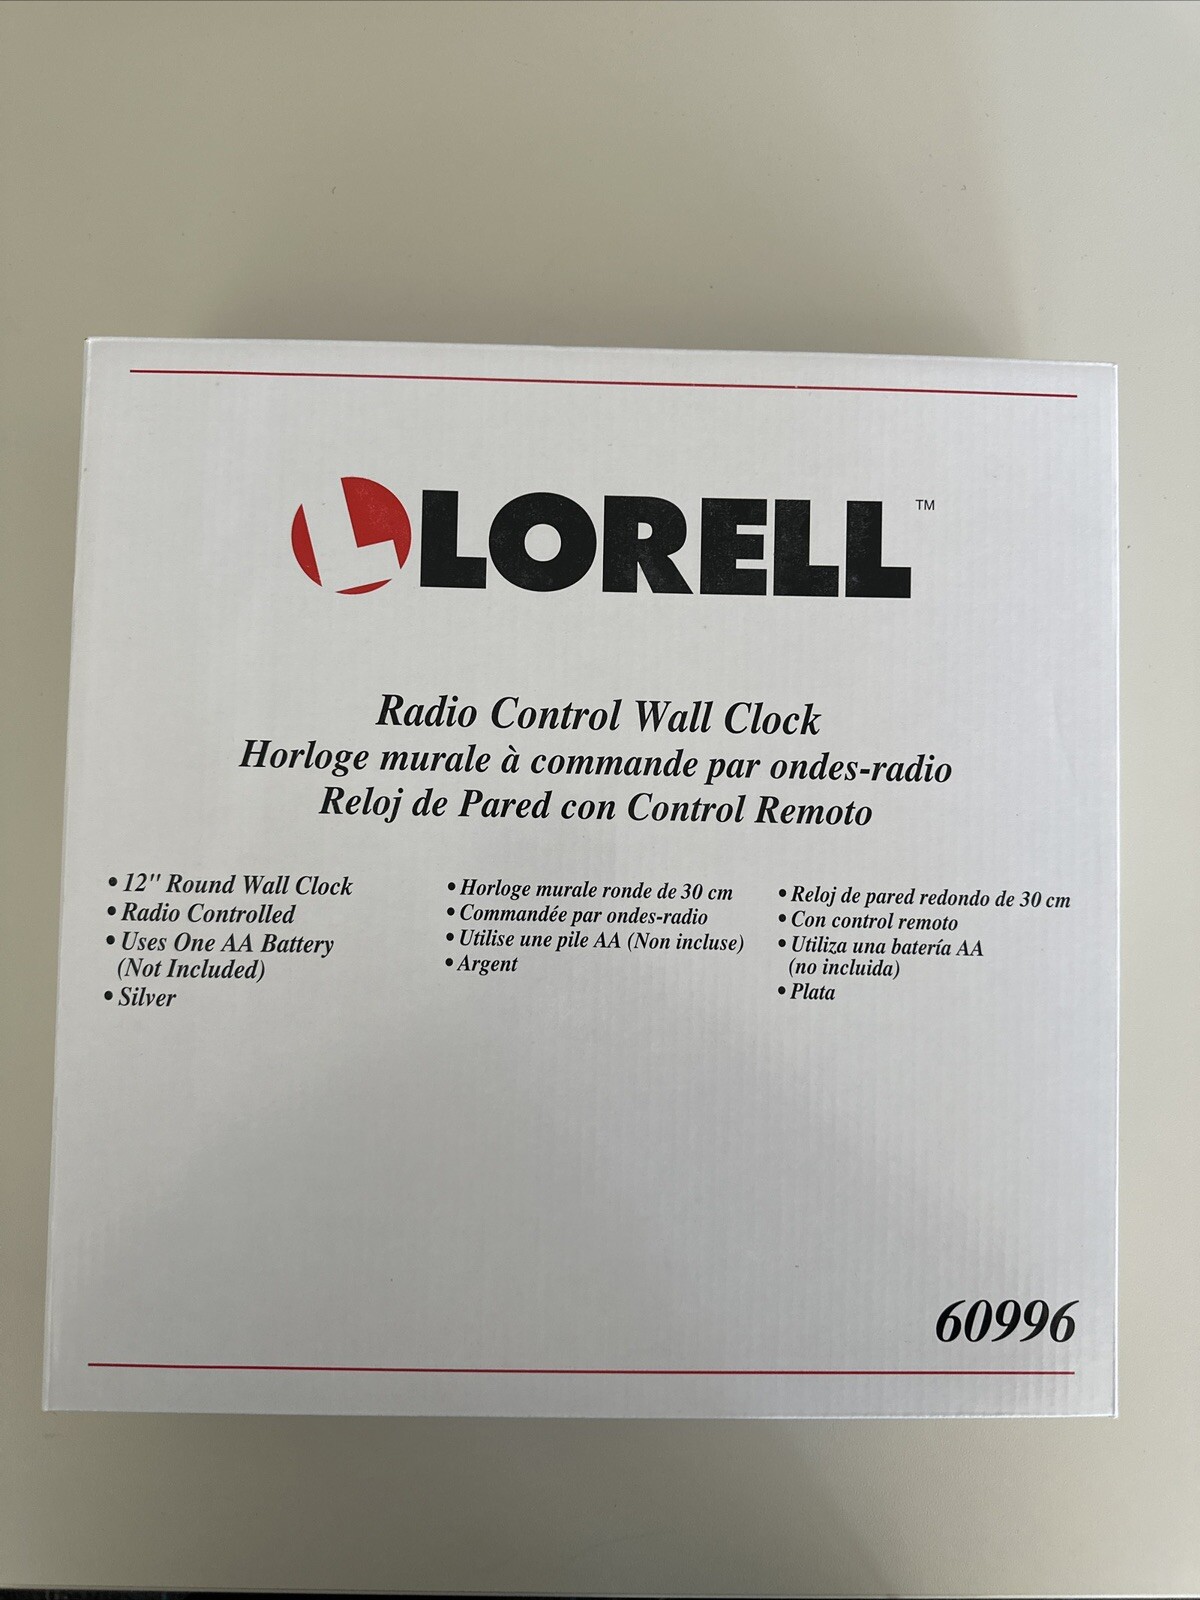 LORELL™
Radio Control Wall Clock
Horloge murale à commande par ondes-radio
Reloj de Pared con Control Remoto
• 12" Round Wall Clock
• Radio Controlled
• Uses One AA Battery
(Not Included)
• Silver
• Horloge murale ronde de 30 cm
• Commandée par ondes-radio
• Utilise une pile AA (Non incluse)
• Argent
• Reloj de pared redondo de 30 cm
• Con control remoto
• Utiliza una batería AA
(no incluida)
• Plata
60996